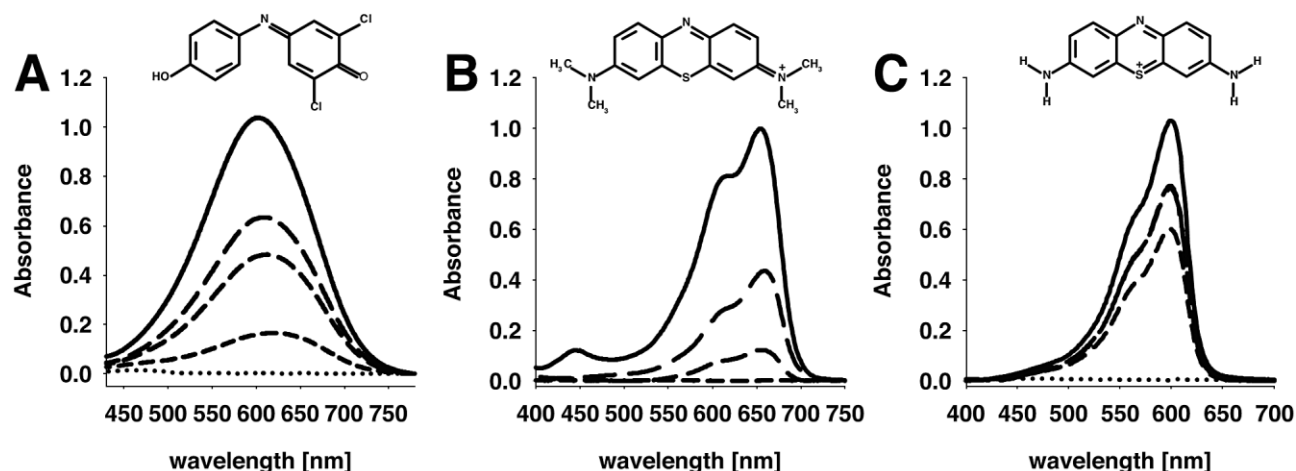 A
HO
N
Cl
O
Cl
1.2
1.0
0.8
0.6
0.4
0.2
0.0
Absorbance
450 500 550 600 650 700 750
wavelength [nm]
B
H3C
N
CH3
N
S
N+
CH3
CH3
1.2
1.0
0.8
0.6
0.4
0.2
0.0
Absorbance
400 450 500 550 600 650 700 750
wavelength [nm]
C
H
N
H
N
S+
N
H
H
1.2
1.0
0.8
0.6
0.4
0.2
0.0
Absorbance
400 450 500 550 600 650 700
wavelength [nm]